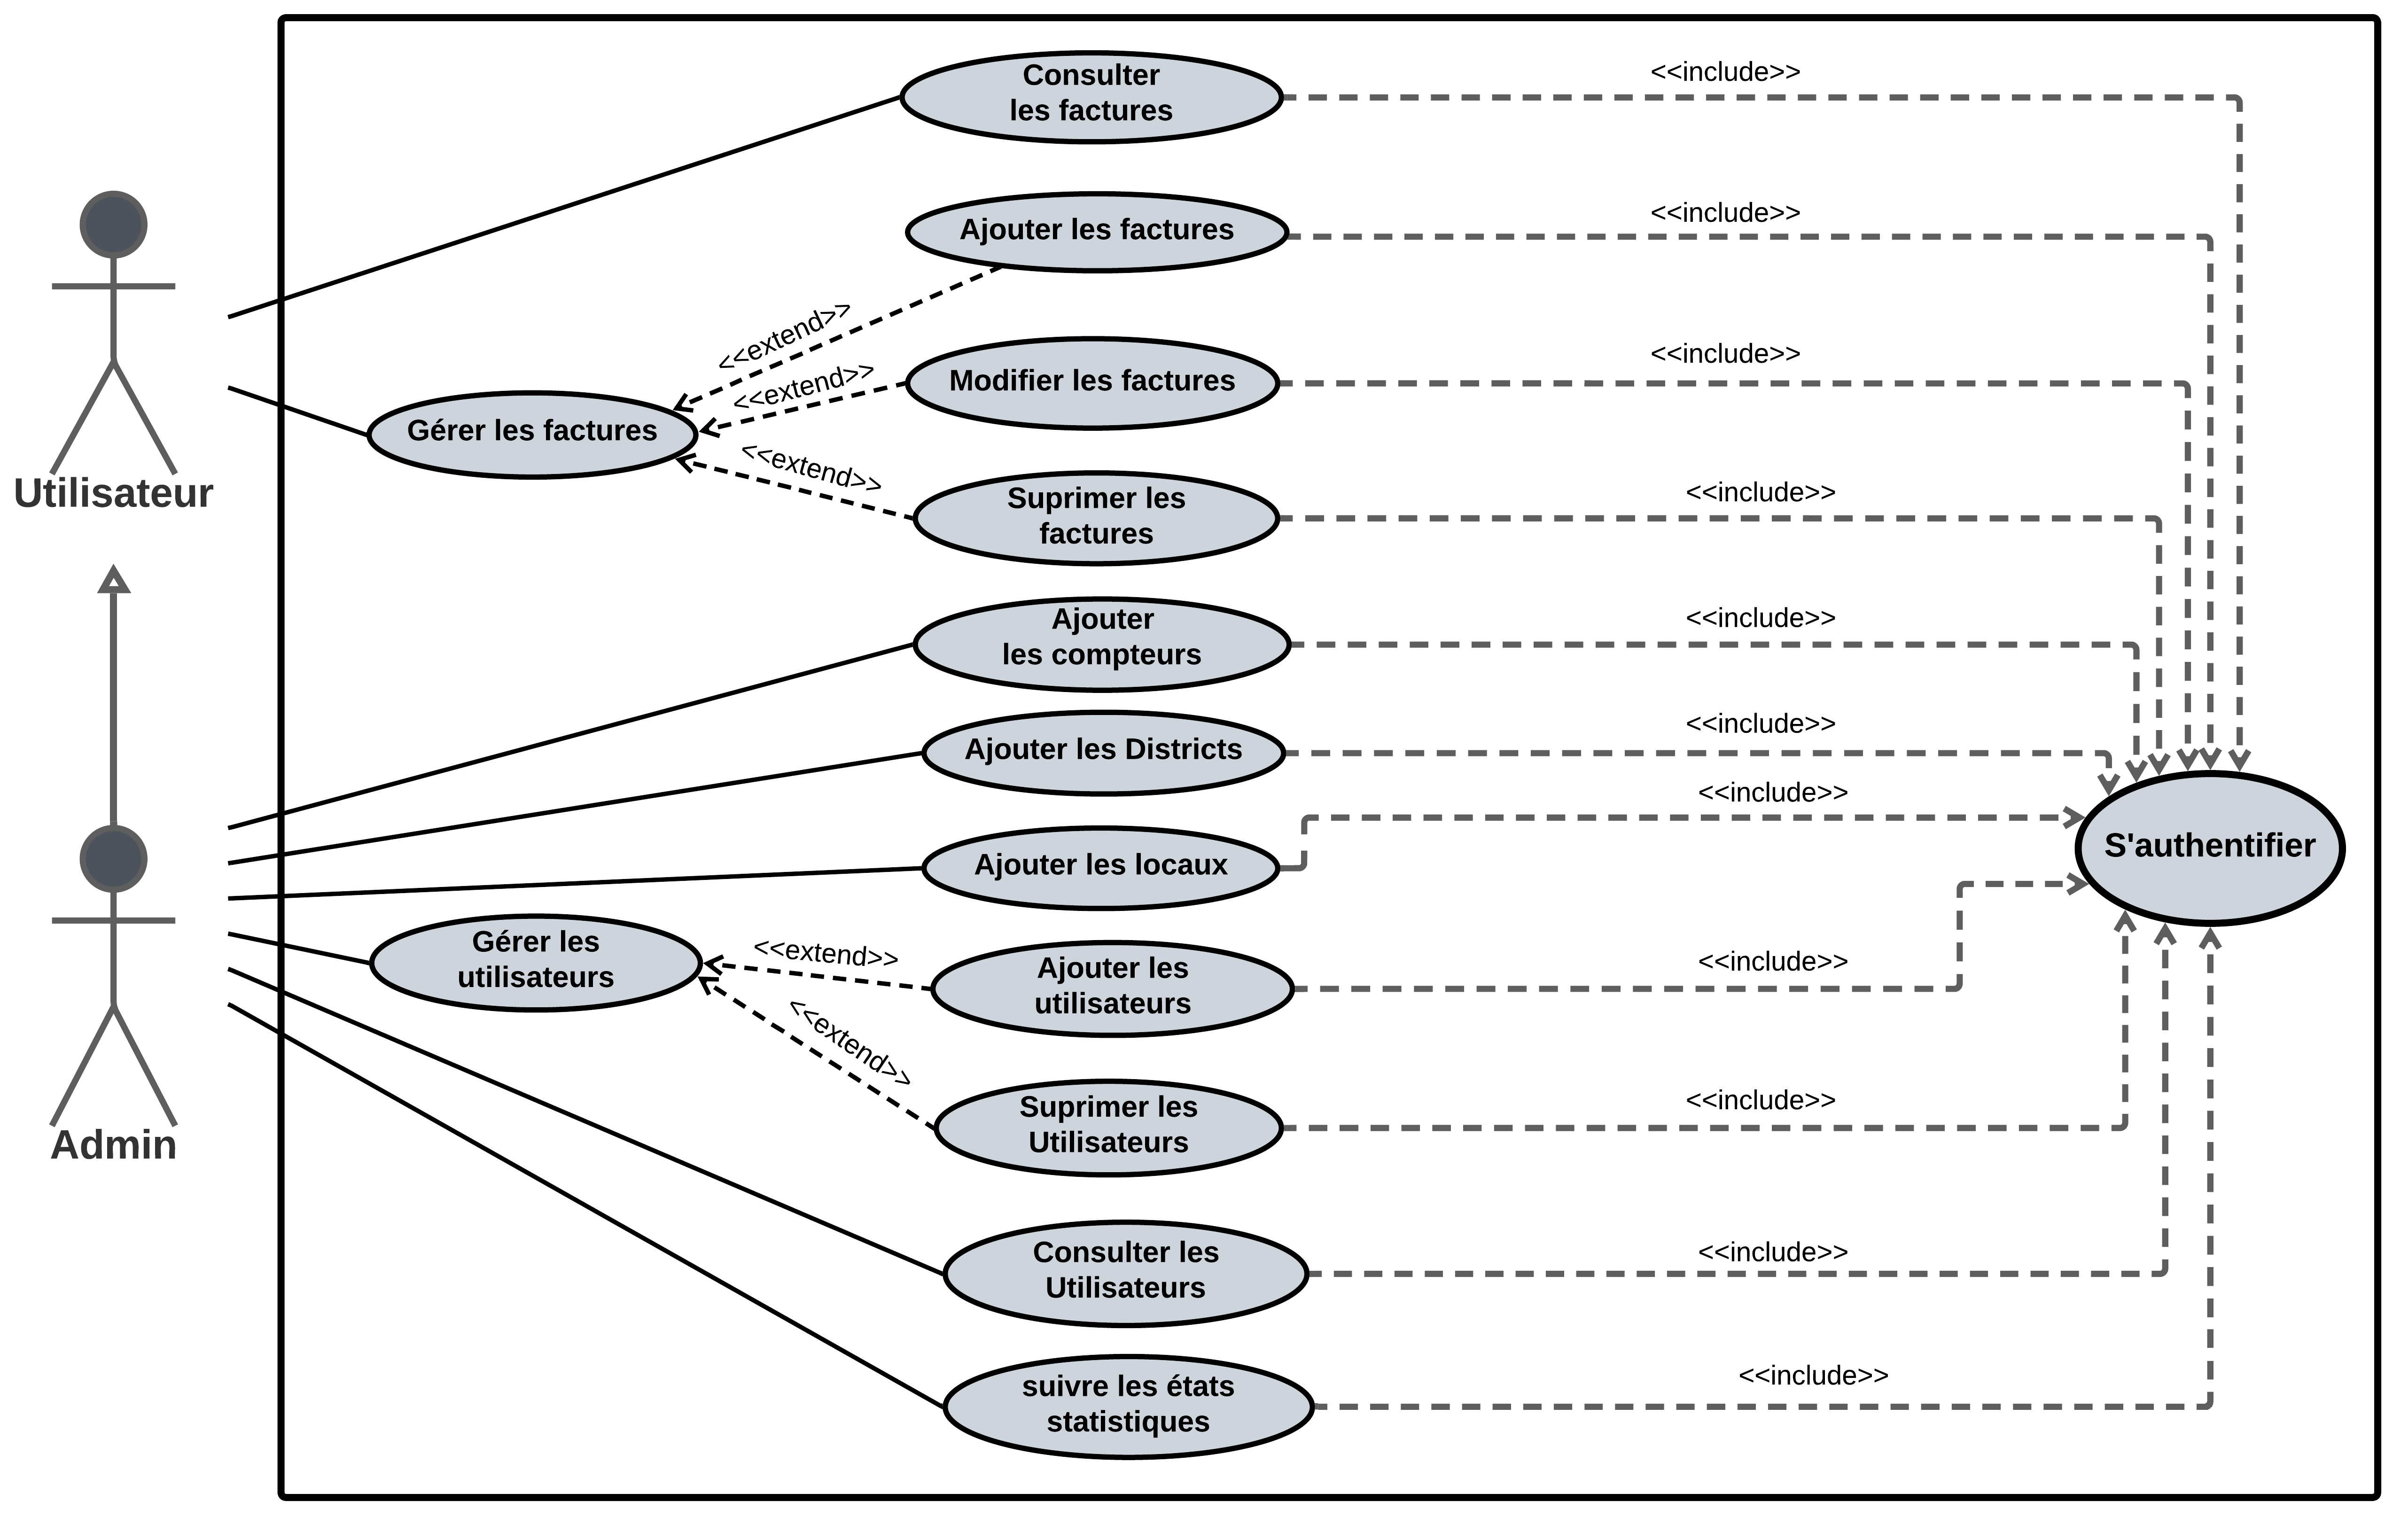 Consulter
les factures
<<include>>
Ajouter les factures
<<include>>
<<extend>>
Modifier les factures
<<include>>
<<extend>>
Gérer les factures
<<extend>>
Suprimer les
factures
<<include>>
Utilisateur
Ajouter
les compteurs
<<include>>
Ajouter les Districts
<<include>>
<<include>>
Ajouter les locaux
S'authentifier
Gérer les
utilisateurs
<<extend>>
Ajouter les
utilisateurs
<<include>>
<<extend>>
Suprimer les
Utilisateurs
<<include>>
Admin
Consulter les
Utilisateurs
<<include>>
suivre les états
statistiques
<<include>>